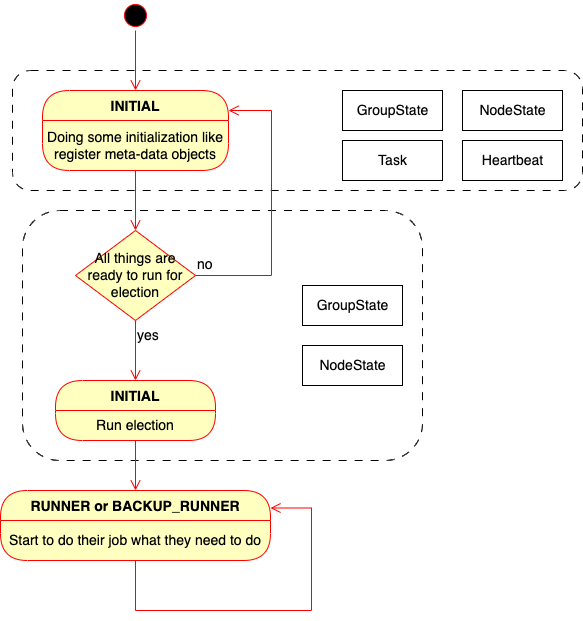 INITIAL
Doing some initialization like
register meta-data objects
GroupState
NodeState
Task
Heartbeat
All things are
ready to run for
election
no
yes
GroupState
NodeState
INITIAL
Run election
RUNNER or BACKUP_RUNNER
Start to do their job what they need to do